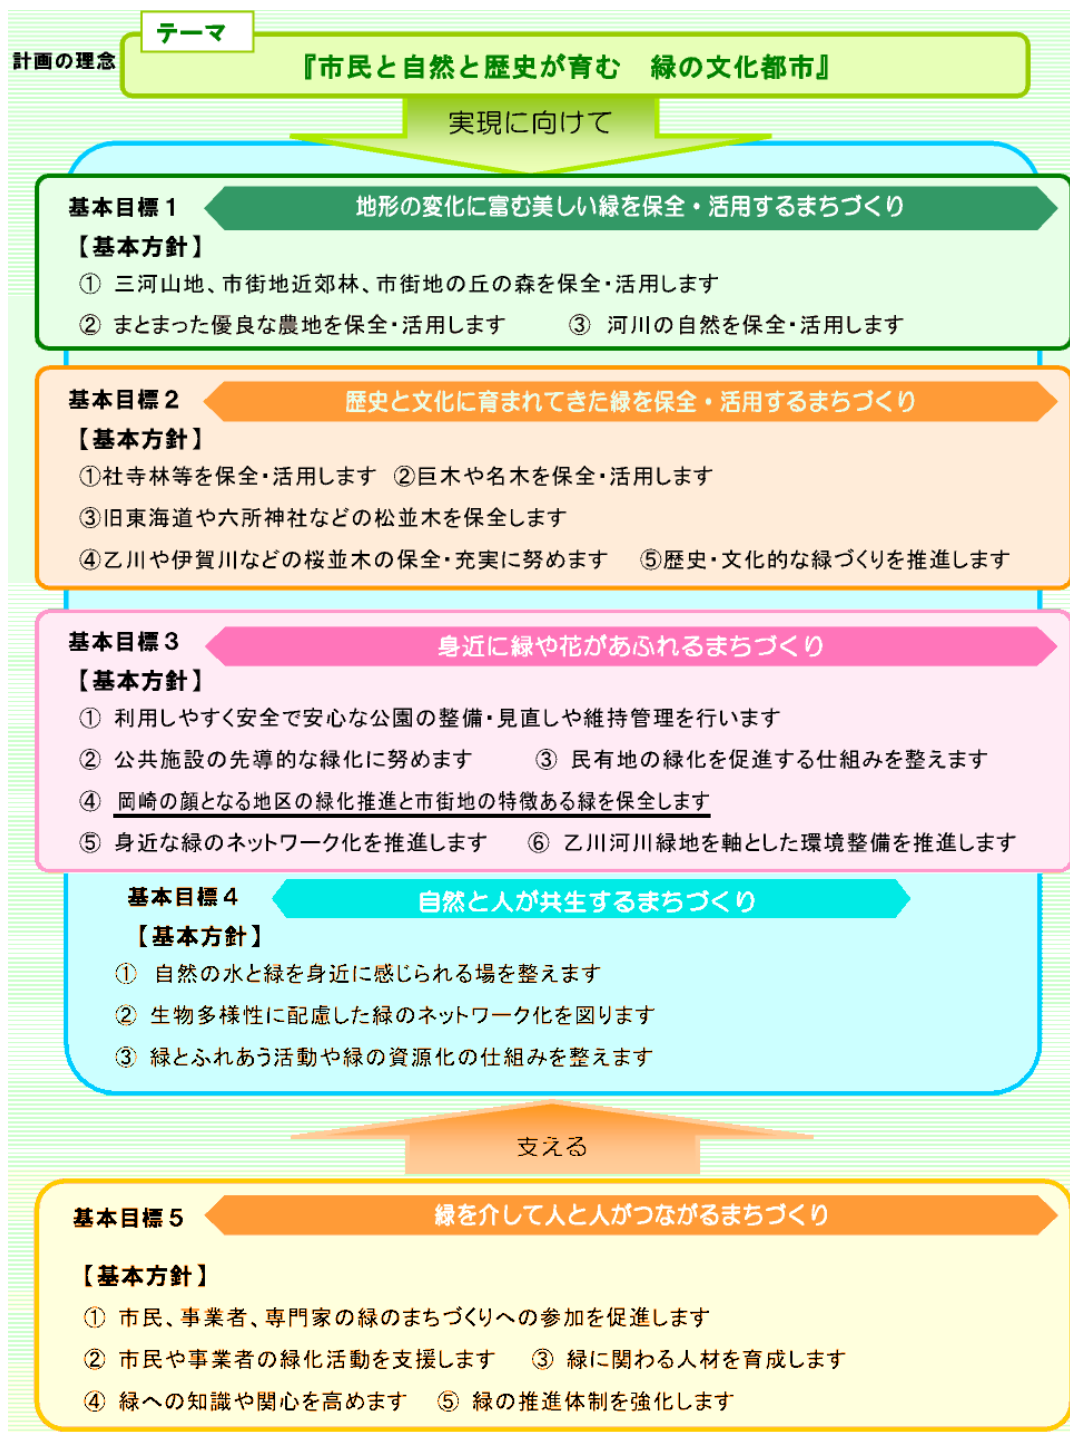 テーマ
計画の理念
『市民と自然と歴史が育む　緑の文化都市』
実現に向けて
基本目標１
地形の変化に富む美しい緑を保全・活用するまちづくり
【基本方針】
① 三河山地、市街地近郊林、市街地の丘の森を保全・活用します
② まとまった優良な農地を保全・活用します　③ 河川の自然を保全・活用します
基本目標２
歴史と文化に育まれてきた緑を保全・活用するまちづくり
【基本方針】
①社寺林等を保全・活用します　②巨木や名木を保全・活用します
③旧東海道や六所神社などの松並木を保全します
④乙川や伊賀川などの桜並木の保全・充実に努めます　⑤歴史・文化的な緑づくりを推進します
基本目標３
身近に緑や花があふれるまちづくり
【基本方針】
① 利用しやすく安全で安心な公園の整備・見直しや維持管理を行います
② 公共施設の先導的な緑化に努めます　③ 民有地の緑化を促進する仕組みを整えます
④ 岡崎の顔となる地区の緑化推進と市街地の特徴ある緑を保全します
⑤ 身近な緑のネットワーク化を推進します　⑥ 乙川河川緑地を軸とした環境整備を推進します
基本目標４
自然と人が共生するまちづくり
【基本方針】
① 自然の水と緑を身近に感じられる場を整えます
② 生物多様性に配慮した緑のネットワーク化を図ります
③ 緑とふれあう活動や緑の資源化の仕組みを整えます
支える
基本目標５
緑を介して人と人がつながるまちづくり
【基本方針】
① 市民、事業者、専門家の緑のまちづくりへの参加を促進します
② 市民や事業者の緑化活動を支援します　③ 緑に関わる人材を育成します
④ 緑への知識や関心を高めます　⑤ 緑の推進体制を強化します